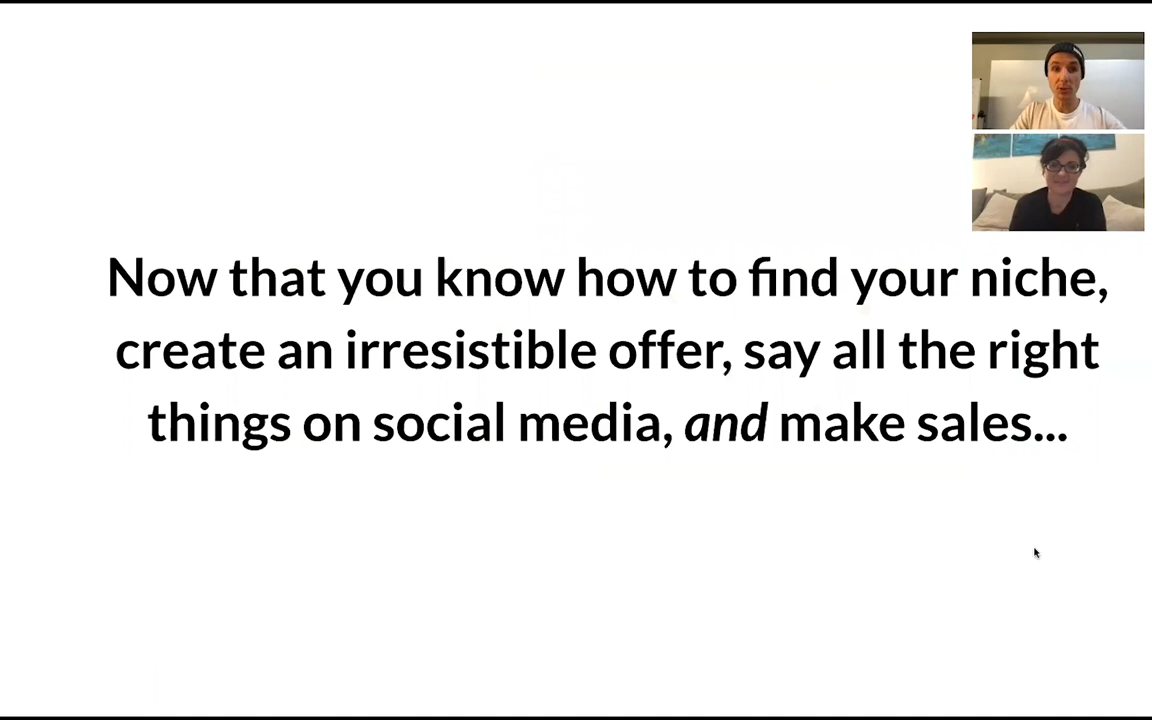 Now that you know how to find your niche,
create an irresistible offer, say all the right
things on social media, and make sales...